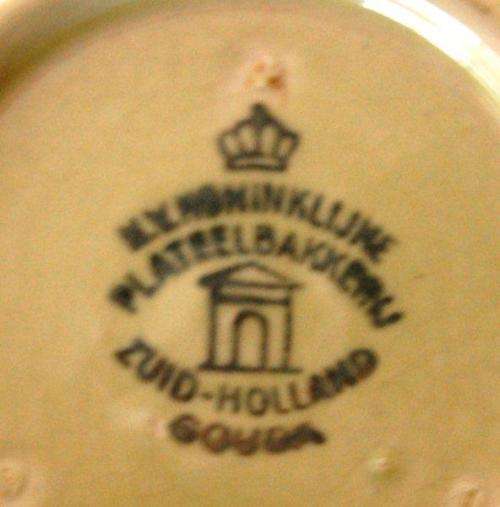 N.V. KONINKLIJKE
PLATEELBAKKERIJ
ZUID-HOLLAND
GOUDA